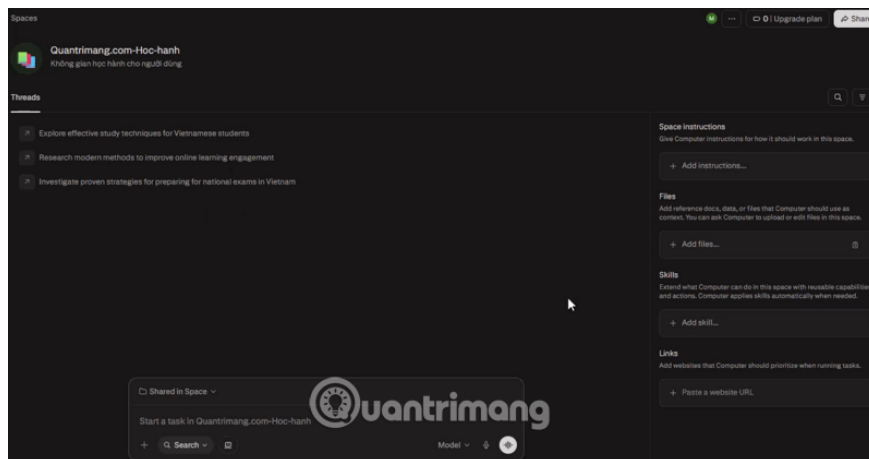 Spaces
M
0 | Upgrade plan
Share
Quantrimang.com-Hoc-hanh
Không gian học hành cho người dùng
Threads
Explore effective study techniques for Vietnamese students
Research modern methods to improve online learning engagement
Investigate proven strategies for preparing for national exams in Vietnam
Space instructions
Give Computer instructions for how it should work in this space.
+ Add instructions...
Files
Add reference docs, data, or files that Computer should use as
context. You can ask Computer to upload or edit files in this space.
+ Add files...
Skills
Extend what Computer can do in this space with reusable capabilities
and actions. Computer applies skills automatically when needed.
+ Add skill...
Links
Add websites that Computer should prioritize when running tasks.
+ Paste a website URL
Shared in Space
Start a task in Quantrimang.com-Hoc-hanh
+ Search
Model
Quantrimang